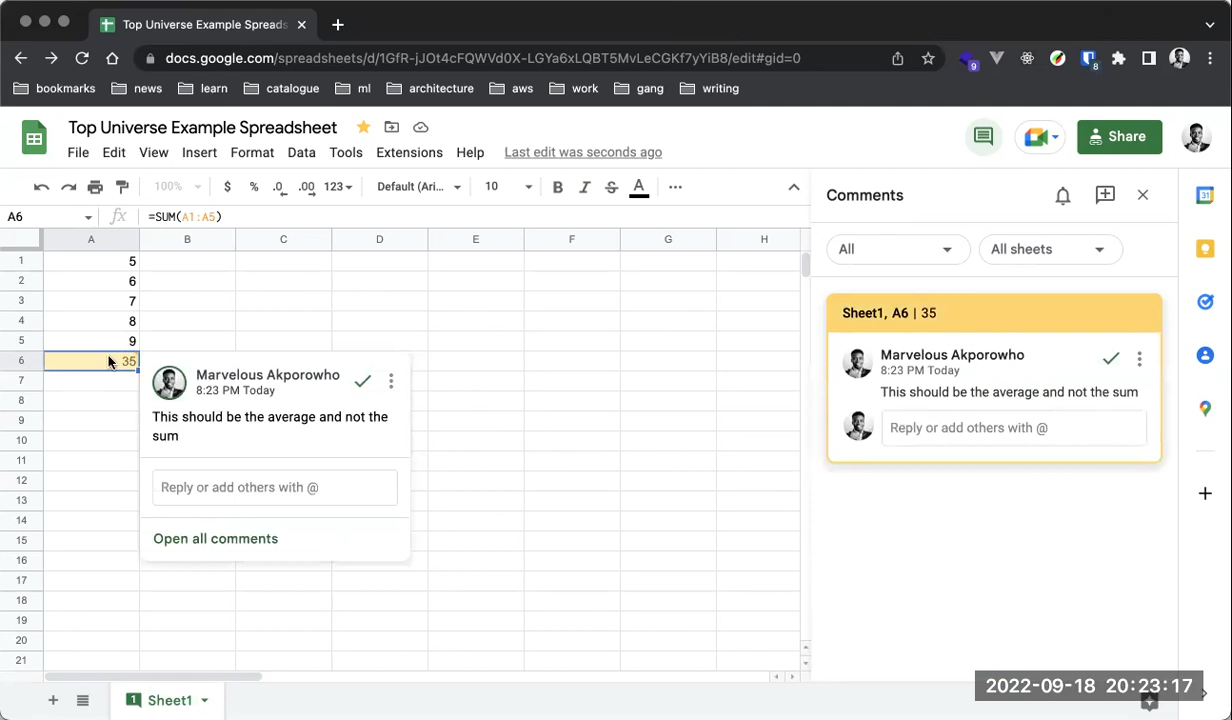 Top Universe Example Spreads
docs.google.com/spreadsheets/d/1GfR-jJOt4cFQWVd0X-LGYa6xLQBT5MvLeCGKf7yYiB8/edit#gid=0
9
8
bookmarks news learn catalogue ml architecture aws work gang writing
Top Universe Example Spreadsheet
File Edit View Insert Format Data Tools Extensions Help Last edit was seconds ago
Share
100% $ % .0 .00 123 Default (Ari... 10 B I S A
A6 fx =SUM(A1:A5)
A B C D E F G H
1 5
2 6
3 7
4 8
5 9
6 35
7
8
9
10
11
12
13
14
15
16
17
18
19
20
21
Marvelous Akporowho
8:23 PM Today
This should be the average and not the
sum
Reply or add others with @
Open all comments
1 Sheet1
Comments
All All sheets
Sheet1, A6 | 35
Marvelous Akporowho
8:23 PM Today
This should be the average and not the sum
Reply or add others with @
31
2022-09-18 20:23:17